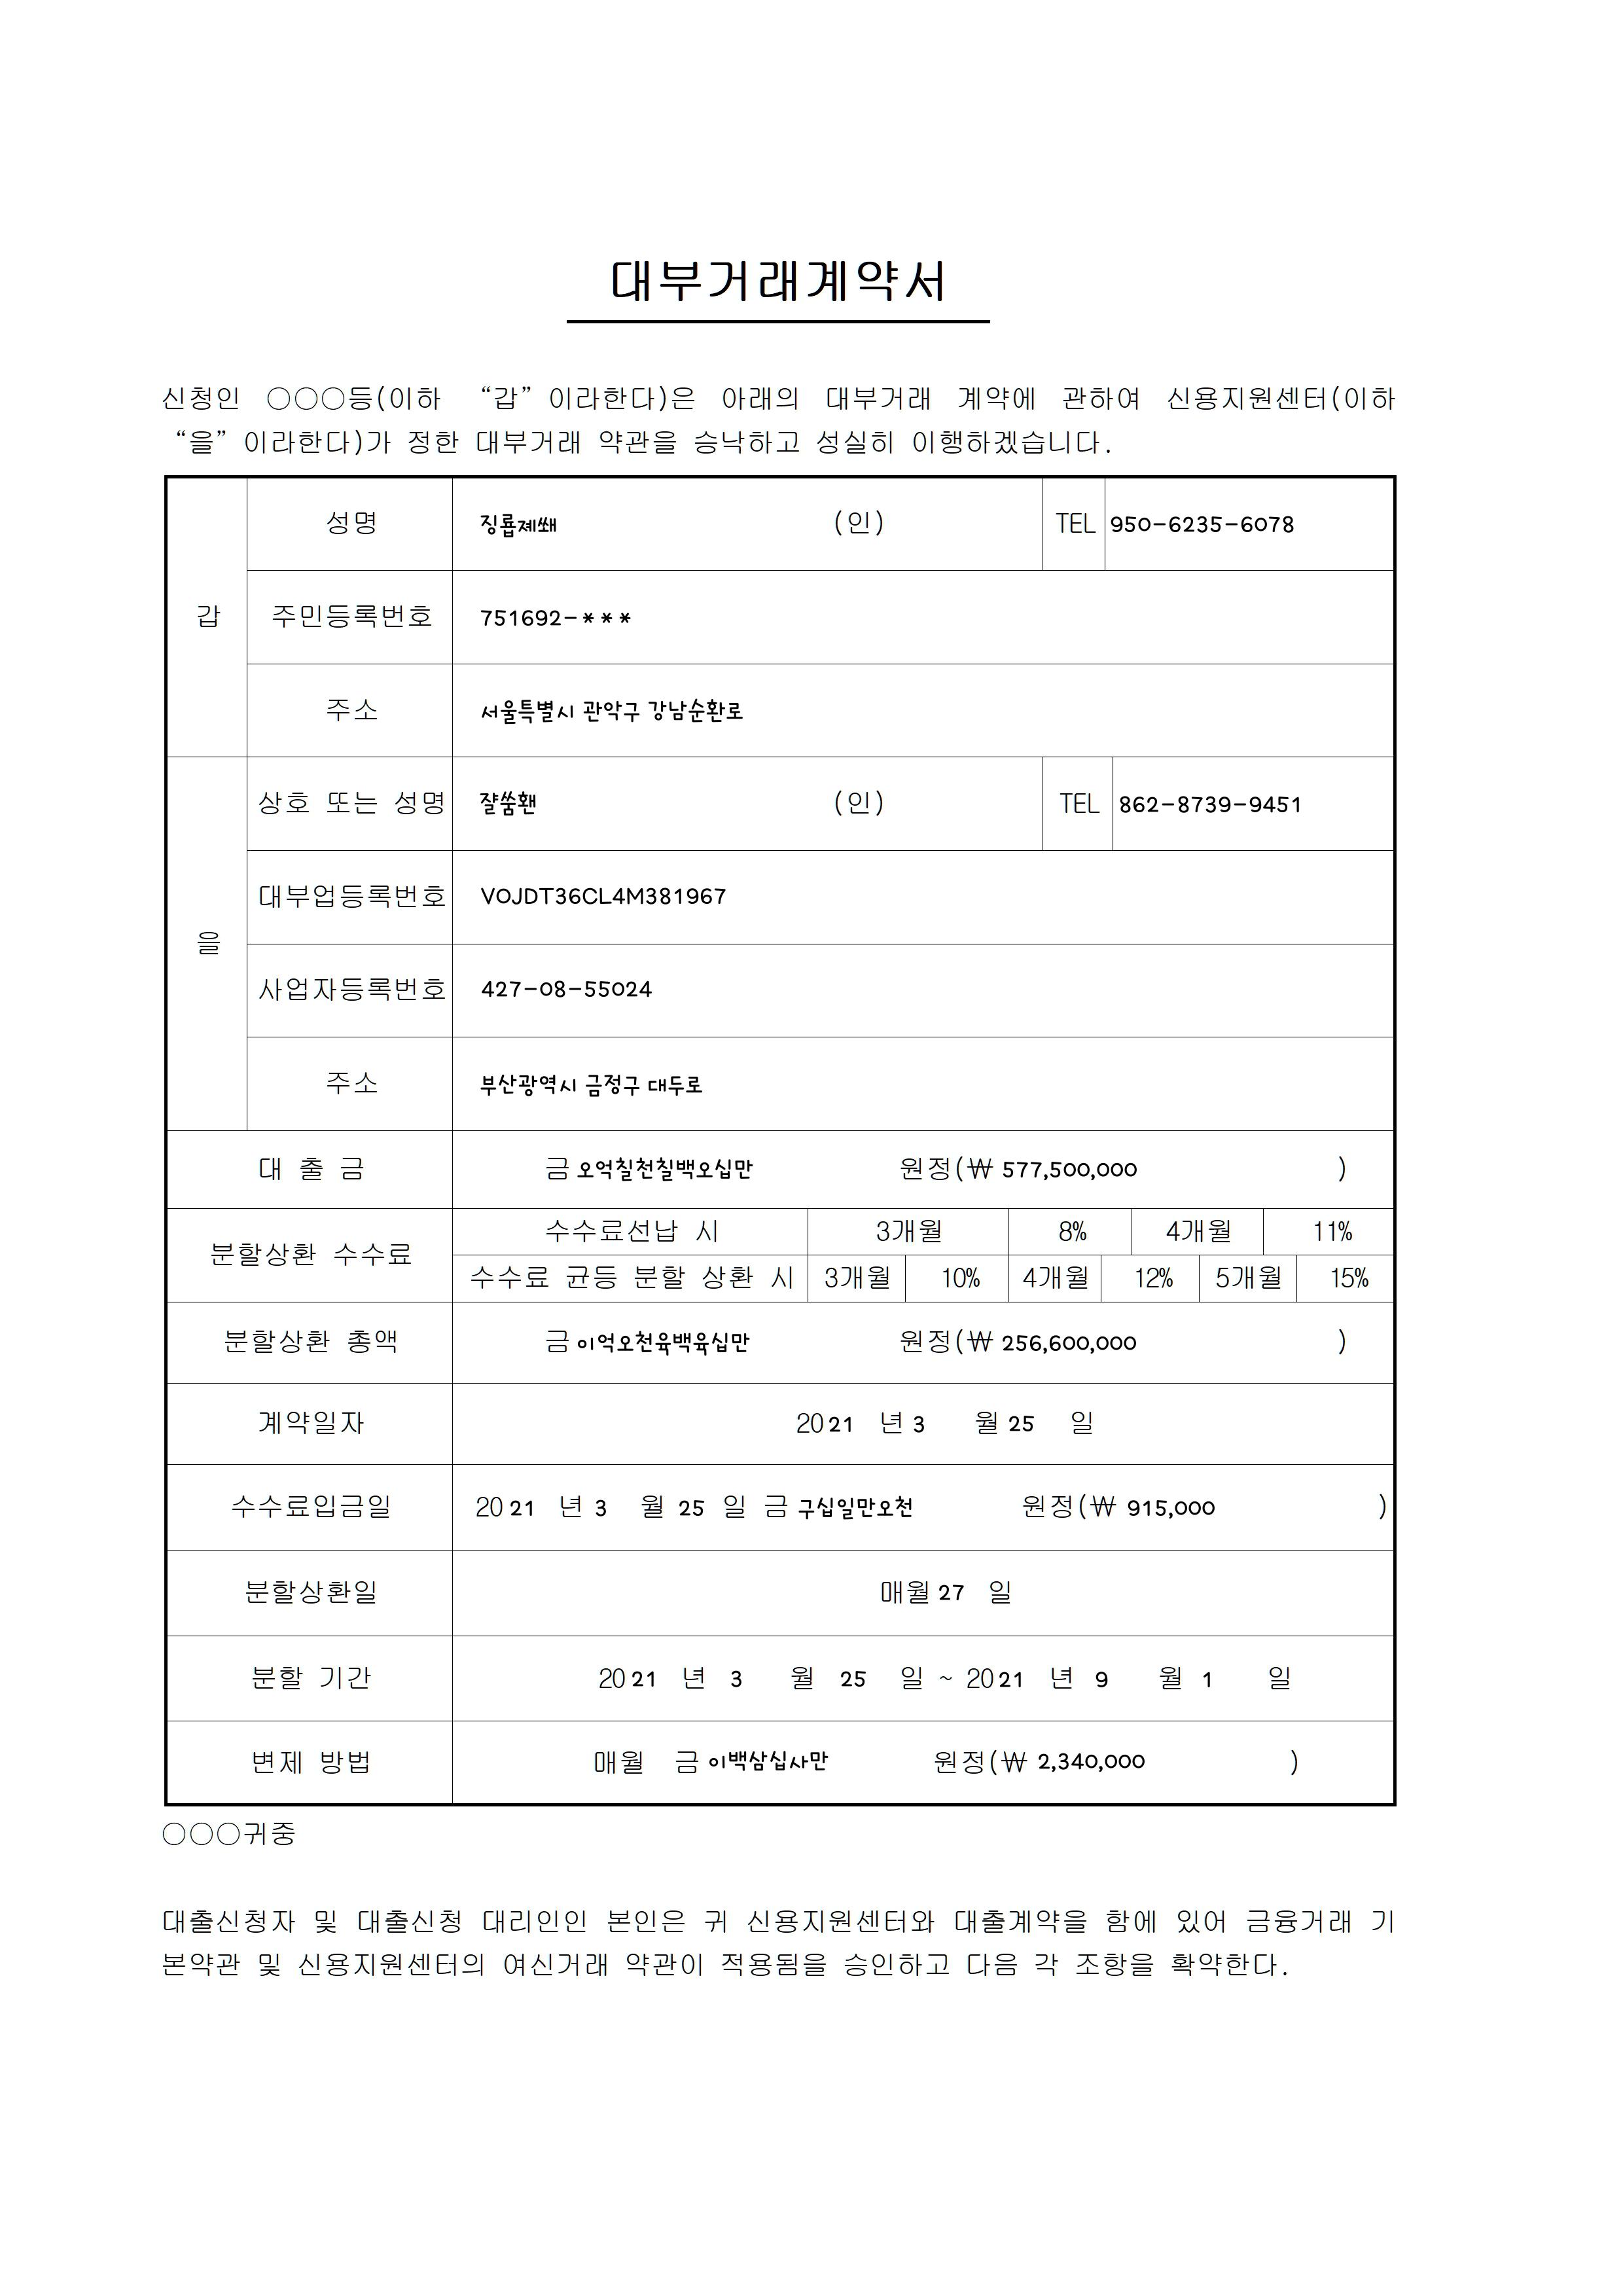 대부거래계약서
신청인 ○○○등(이하 “갑”이라한다)은 아래의 대부거래 계약에 관하여 신용지원센터(이하
“을”이라한다)가 정한 대부거래 약관을 승낙하고 성실히 이행하겠습니다.
갑
성명 징룝졔쐐 (인) TEL 950-6235-6078
주민등록번호 751692-***
주소 서울특별시 관악구 강남순환로
을
상호 또는 성명 쟐쑴홴 (인) TEL 862-8739-9451
대부업등록번호 VOJDT36CL4M381967
사업자등록번호 427-08-55024
주소 부산광역시 금정구 대두로
대 출 금 금 오억칠천칠백오십만 원정(₩ 577,500,000 )
분할상환 수수료
수수료선납 시 3개월 8% 4개월 11%
수수료 균등 분할 상환 시 3개월 10% 4개월 12% 5개월 15%
분할상환 총액 금 이억오천육백육십만 원정(₩ 256,600,000 )
계약일자 2021 년 3 월 25 일
수수료입금일 2021 년 3 월 25 일 금 구십일만오천 원정(₩ 915,000 )
분할상환일 매월 27 일
분할 기간 2021 년 3 월 25 일 ~ 2021 년 9 월 1 일
변제 방법 매월 금 이백삼십사만 원정(₩ 2,340,000 )
○○○귀중
대출신청자 및 대출신청 대리인인 본인은 귀 신용지원센터와 대출계약을 함에 있어 금융거래 기
본약관 및 신용지원센터의 여신거래 약관이 적용됨을 승인하고 다음 각 조항을 확약한다.